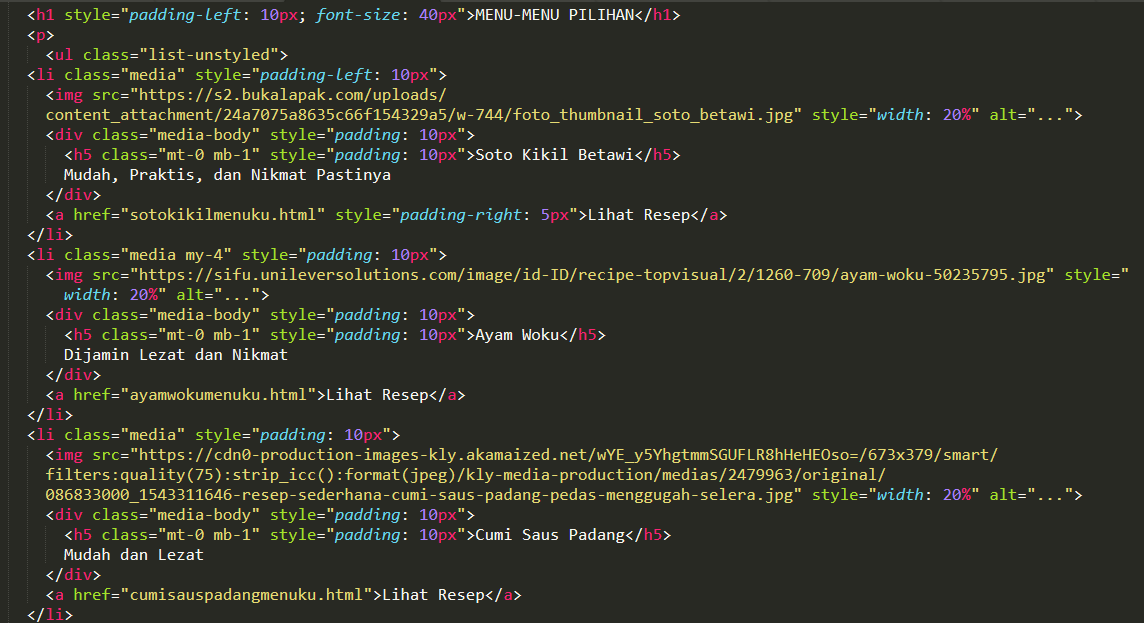 <h1 style="padding-left: 10px; font-size: 40px">MENU-MENU PILIHAN</h1>
<p>
<ul class="list-unstyled">
<li class="media" style="padding-left: 10px">
<img src="https://s2.bukalapak.com/uploads/
content_attachment/24a7075a8635c66f154329a5/w-744/foto_thumbnail_soto_betawi.jpg" style="width: 20%" alt="...">
<div class="media-body" style="padding: 10px">
<h5 class="mt-0 mb-1" style="padding: 10px">Soto Kikil Betawi</h5>
Mudah, Praktis, dan Nikmat Pastinya
</div>
<a href="sotokikilmenuku.html" style="padding-right: 5px">Lihat Resep</a>
</li>
<li class="media my-4" style="padding: 10px">
<img src="https://sifu.unileversolutions.com/image/id-ID/recipe-topvisual/2/1260-709/ayam-woku-50235795.jpg" style="
width: 20%" alt="...">
<div class="media-body" style="padding: 10px">
<h5 class="mt-0 mb-1" style="padding: 10px">Ayam Woku</h5>
Dijamin Lezat dan Nikmat
</div>
<a href="ayamwokumenuku.html">Lihat Resep</a>
</li>
<li class="media" style="padding: 10px">
<img src="https://cdn0-production-images-kly.akamaized.net/wYE_y5YhgtmmSGUFLR8hHeHEOso=/673x379/smart/
filters:quality(75):strip_icc():format(jpeg)/kly-media-production/medias/2479963/original/
086833000_1543311646-resep-sederhana-cumi-saus-padang-pedas-menggugah-selera.jpg" style="width: 20%" alt="...">
<div class="media-body" style="padding: 10px">
<h5 class="mt-0 mb-1" style="padding: 10px">Cumi Saus Padang</h5>
Mudah dan Lezat
</div>
<a href="cumisauspadangmenuku.html">Lihat Resep</a>
</li>